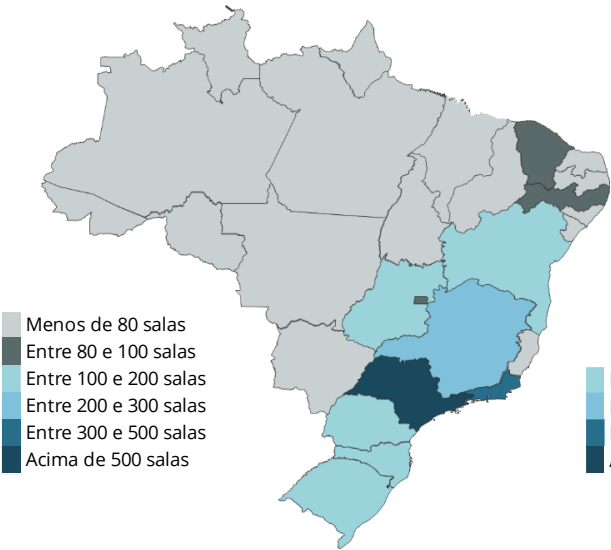 Menos de 80 salas
Entre 80 e 100 salas
Entre 100 e 200 salas
Entre 200 e 300 salas
Entre 300 e 500 salas
Acima de 500 salas